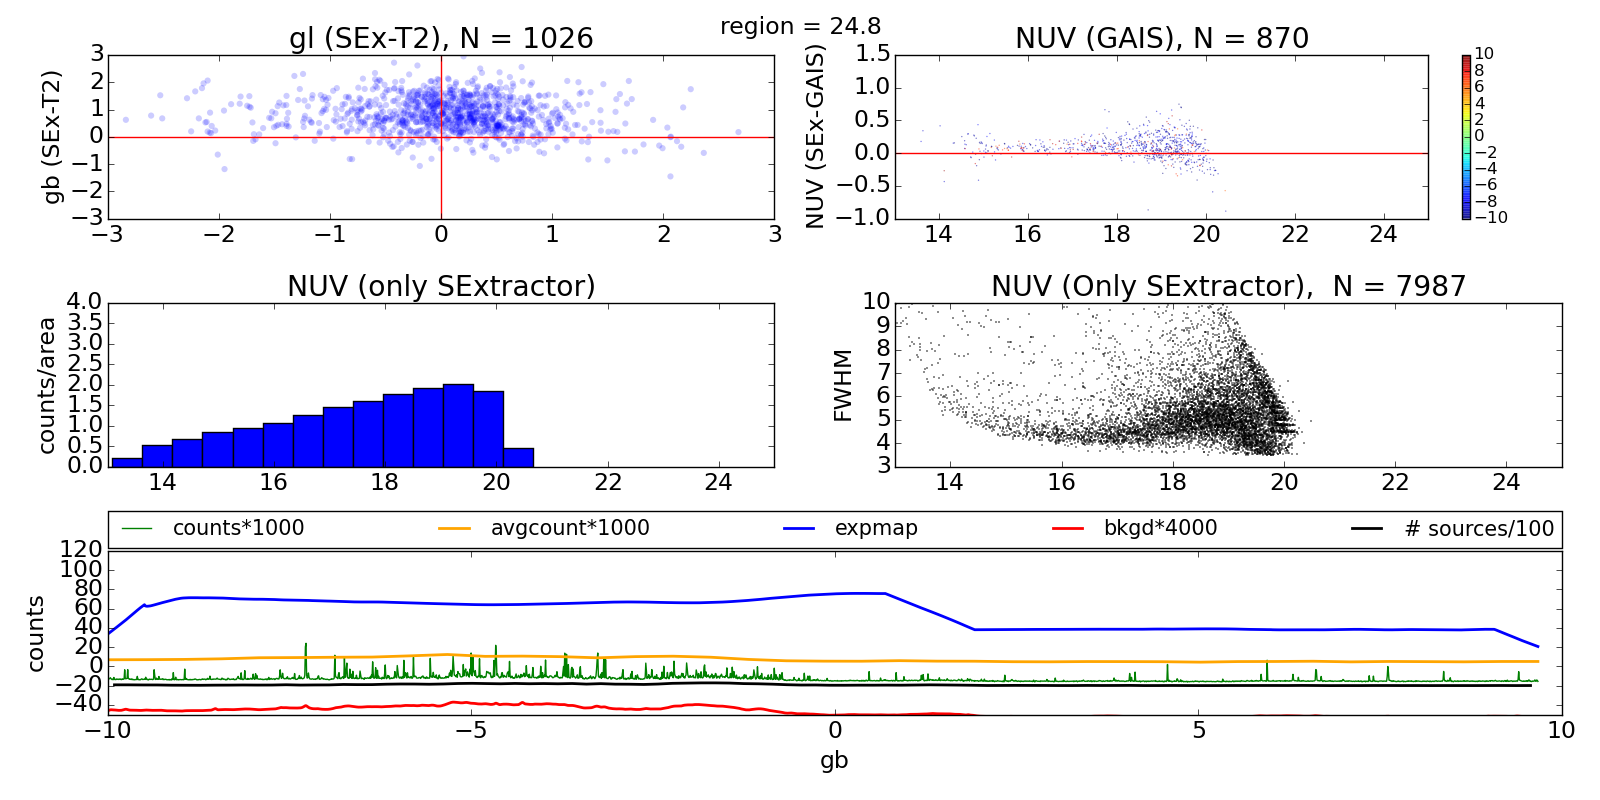 region = 24.8
gl (SEx-T2), N = 1026
gb (SEx-T2)
3
2
1
0
−1
−2
−3
−3 −2 −1 0 1 2 3
NUV (GAIS), N = 870
NUV (SEx-GAIS)
1.5
1.0
0.5
0.0
−0.5
−1.0
14 16 18 20 22 24
10
8
6
4
2
0
−2
−4
−6
−8
−10
NUV (only SExtractor)
counts/area
4.0
3.5
3.0
2.5
2.0
1.5
1.0
0.5
0.0
14 16 18 20 22 24
NUV (Only SExtractor), N = 7987
FWHM
10
9
8
7
6
5
4
3
14 16 18 20 22 24
counts*1000 avgcount*1000 expmap bkgd*4000 # sources/100
counts
120
100
80
60
40
20
0
−20
−40
−10 −5 0 5 10
gb